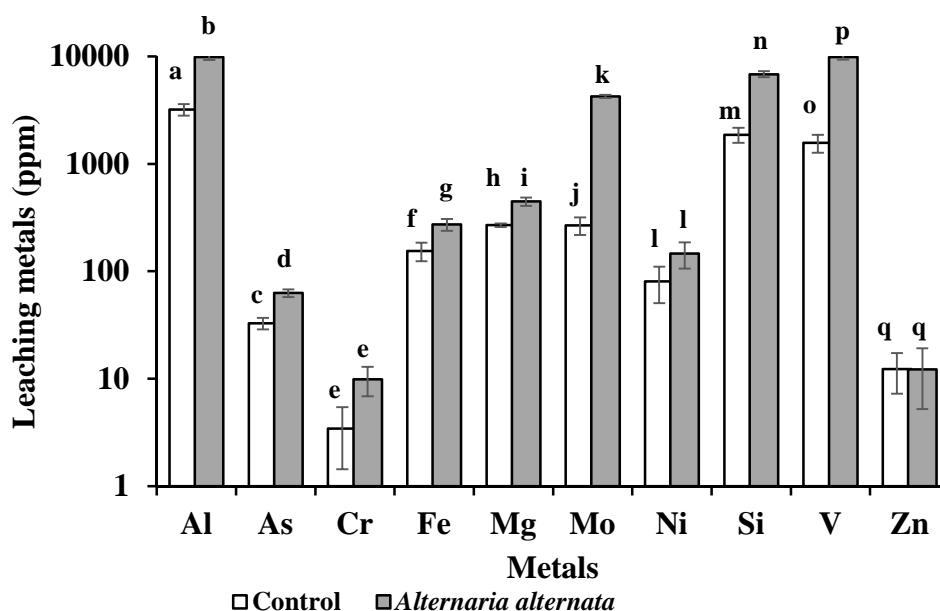 Leaching metals (ppm)
10000
1000
100
10
1
a
b
c
d
e
e
f
g
h
i
j
k
l
l
m
n
o
p
q
q
Al
As
Cr
Fe
Mg
Mo
Ni
Si
V
Zn
Metals
Control
Alternaria alternata